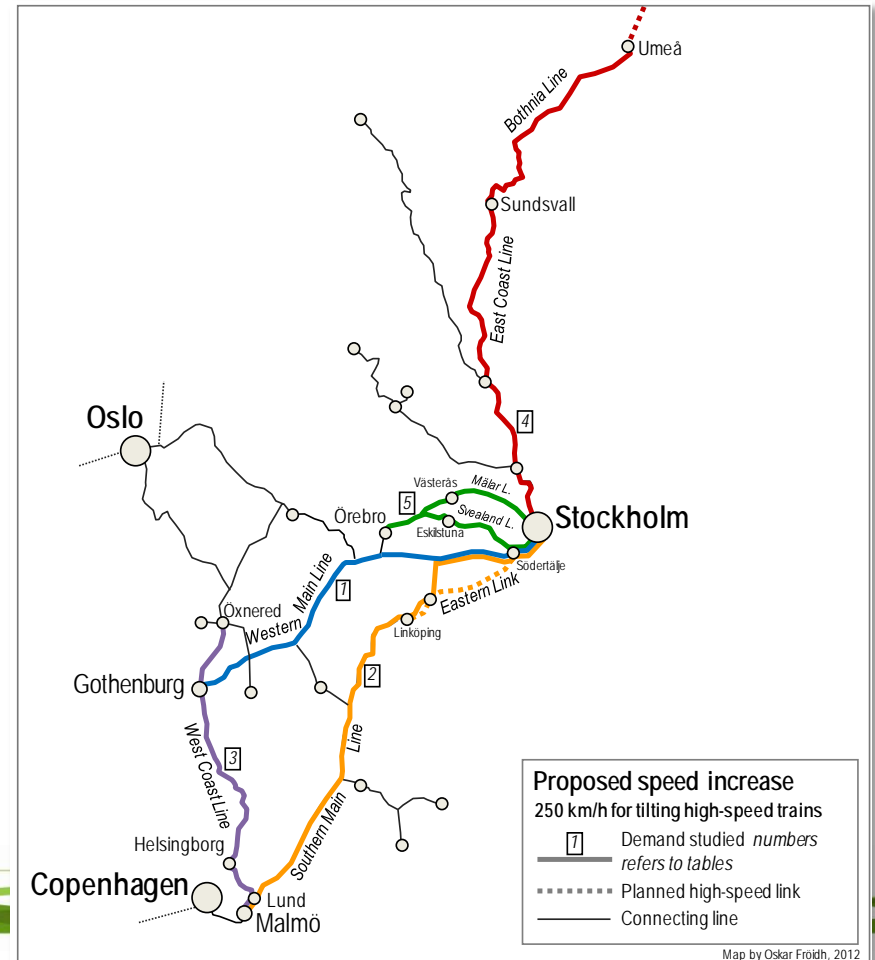 Umeå
Bothnia Line
Sundsvall
East Coast Line
Oslo
4
Västerås
Mälar L.
5
Svealand L.
Örebro
Eskilstuna
Stockholm
Södertälje
Main Line
1
Eastern Link
Öxnered
Western
Linköping
2
Gothenburg
Line
West Coast Line
3
Southern Main
Helsingborg
Copenhagen
Lund
Malmö
Proposed speed increase
250 km/h for tilting high-speed trains
1
Demand studied numbers
refers to tables
Planned high-speed link
Connecting line
Map by Oskar Fröidh, 2012